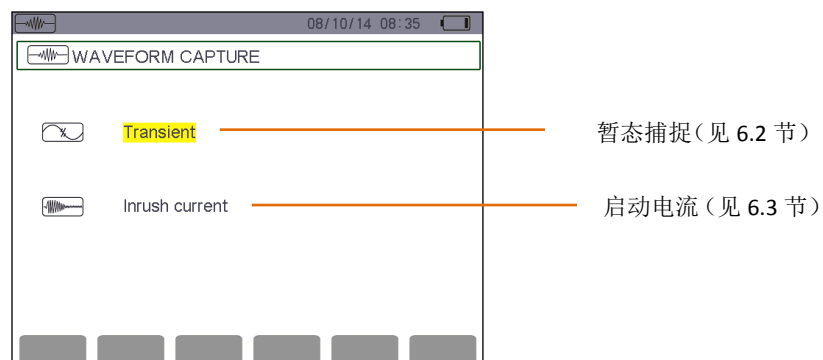 08/10/14 08:35
WAVEFORM CAPTURE
Transient
暂态捕捉（见 6.2 节）
Inrush current
启动电流（见 6.3 节）